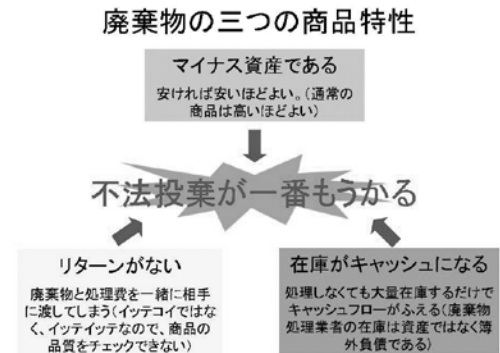 廃棄物の三つの商品特性
マイナス資産である
安ければ安いほどよい。(通常の
商品は高いほどよい)
不法投棄が一番もうかる
リターンがない
廃棄物と処理費を一緒に相手
に渡してしまう(イッテコイではな
く、イッテイッテなので、商品の
品質をチェックできない)
在庫がキャッシュになる
処理しなくても大量在庫するだけで
キャッシュフローがふえる(廃棄物
処理業者の在庫は資産ではなく簿
外負債である)